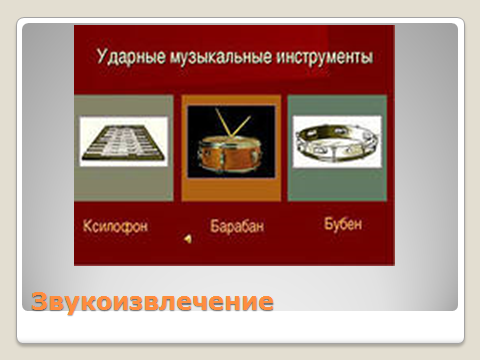 Ударные музыкальные инструменты
Ксилофон
Барабан
Бубен
Звукоизвлечение